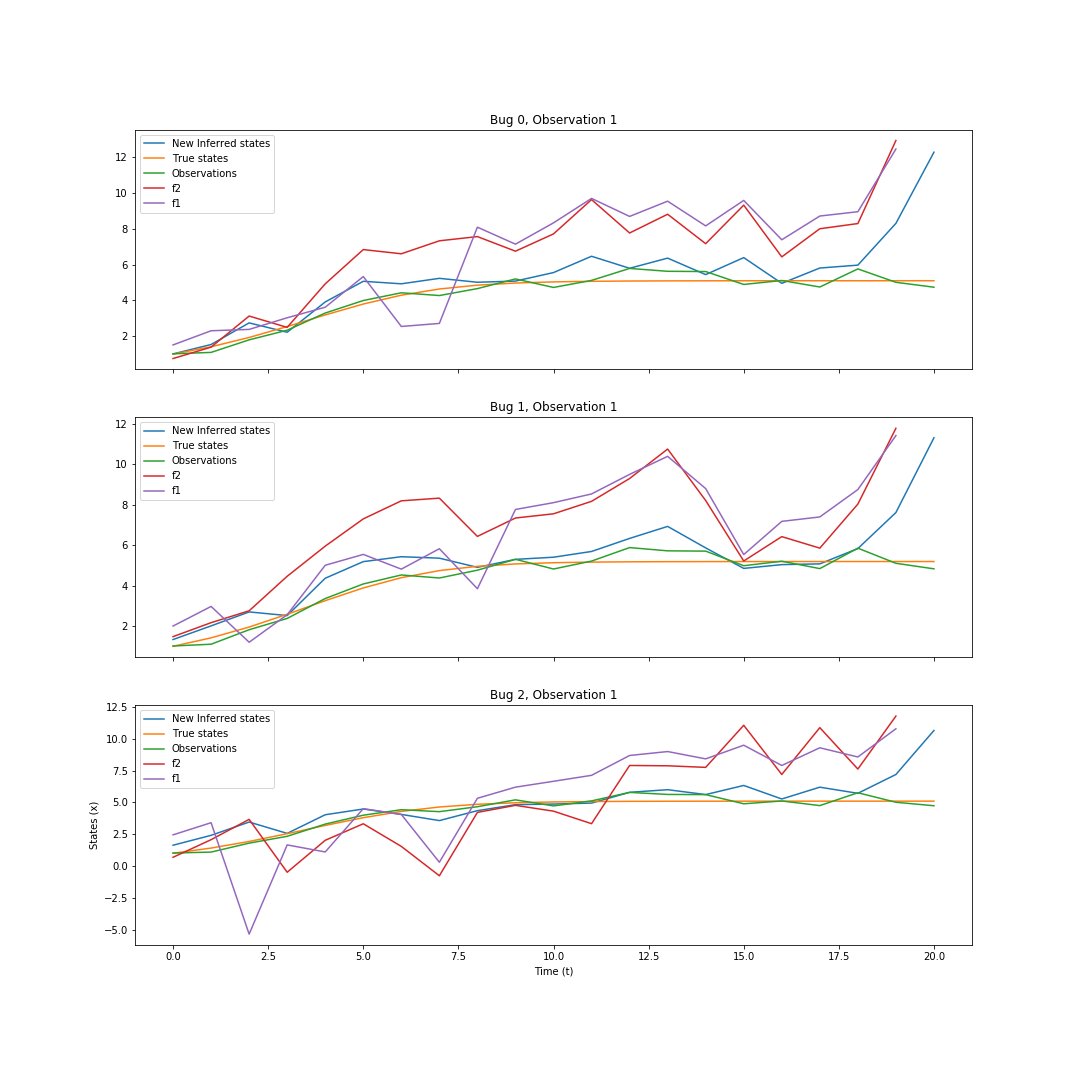 Bug 0, Observation 1
New Inferred states
True states
Observations
f2
f1
12
10
8
6
4
2
Bug 1, Observation 1
New Inferred states
True states
Observations
f2
f1
12
10
8
6
4
2
Bug 2, Observation 1
New Inferred states
True states
Observations
f2
f1
12.5
10.0
7.5
5.0
2.5
0.0
−2.5
−5.0
States (x)
0.0 2.5 5.0 7.5 10.0 12.5 15.0 17.5 20.0
Time (t)